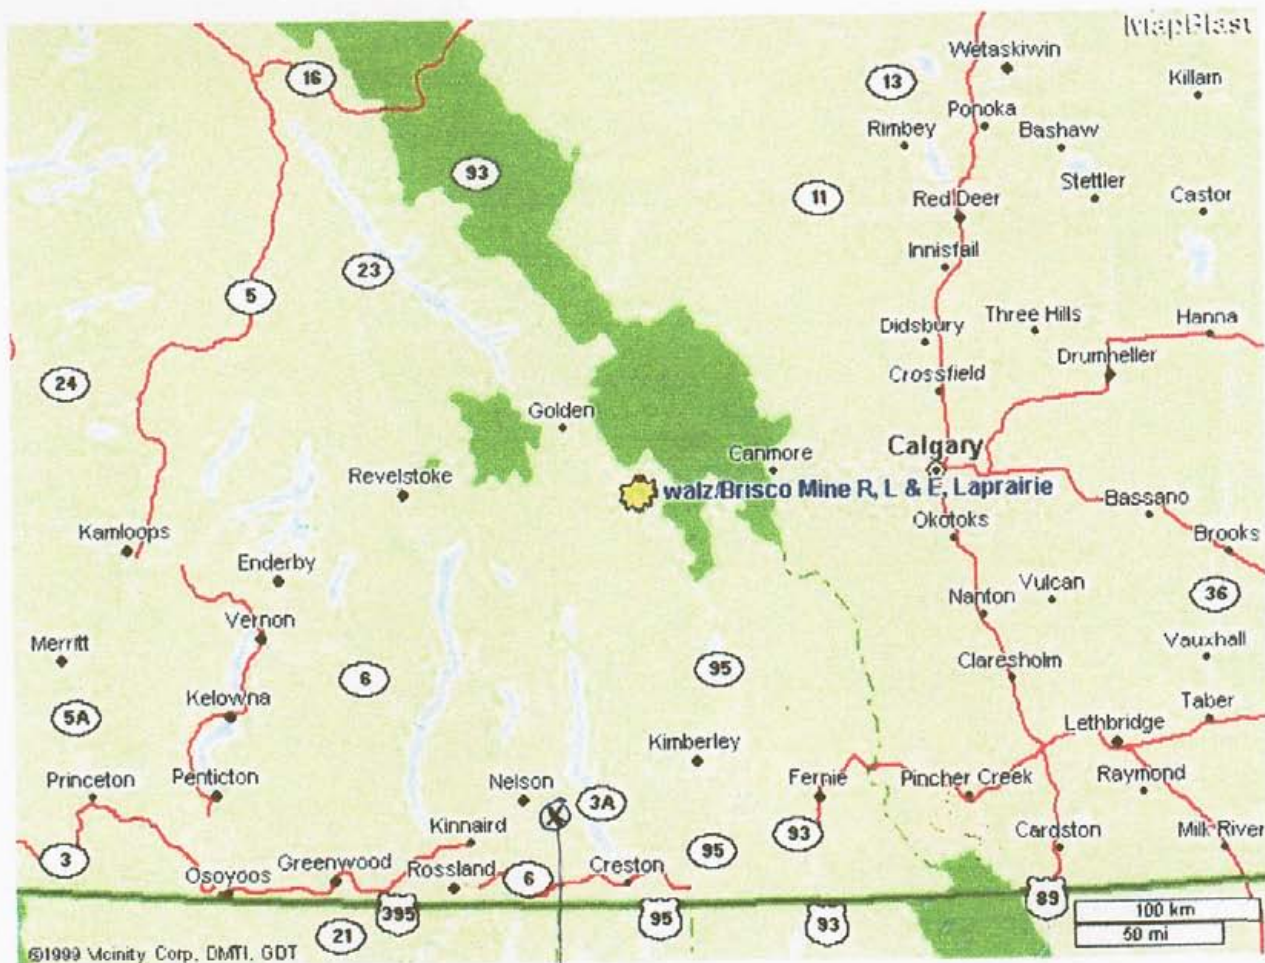 MapBlast
Wetaskiwin
16
13
Killam
Ponoka
Rimbey
Bashaw
93
Stettler
11
Red Deer
Castor
Innisfail
23
5
Didsbury
Three Hills
Hanna
Drumheller
24
Crossfield
Golden
Calgary
Canmore
Revelstoke
walz/Brisco Mine R, L & E, Laprairie
Bassano
Okotoks
Kamloops
Brooks
Enderby
Vulcan
Nanton
36
Vernon
Merritt
Vauxhall
Claresholm
95
6
Kelowna
Taber
5A
Lethbridge
Kimberley
Princeton
Penticton
Nelson
Fernie
Pincher Creek
Raymond
3A
X
Kinnaird
93
Cardston
Milk River
3
95
Greenwood
Rossland
Creston
Osoyoos
6
89
395
95
93
100 km
21
50 mi
©1999 Vicinity Corp, DMTI, GDT